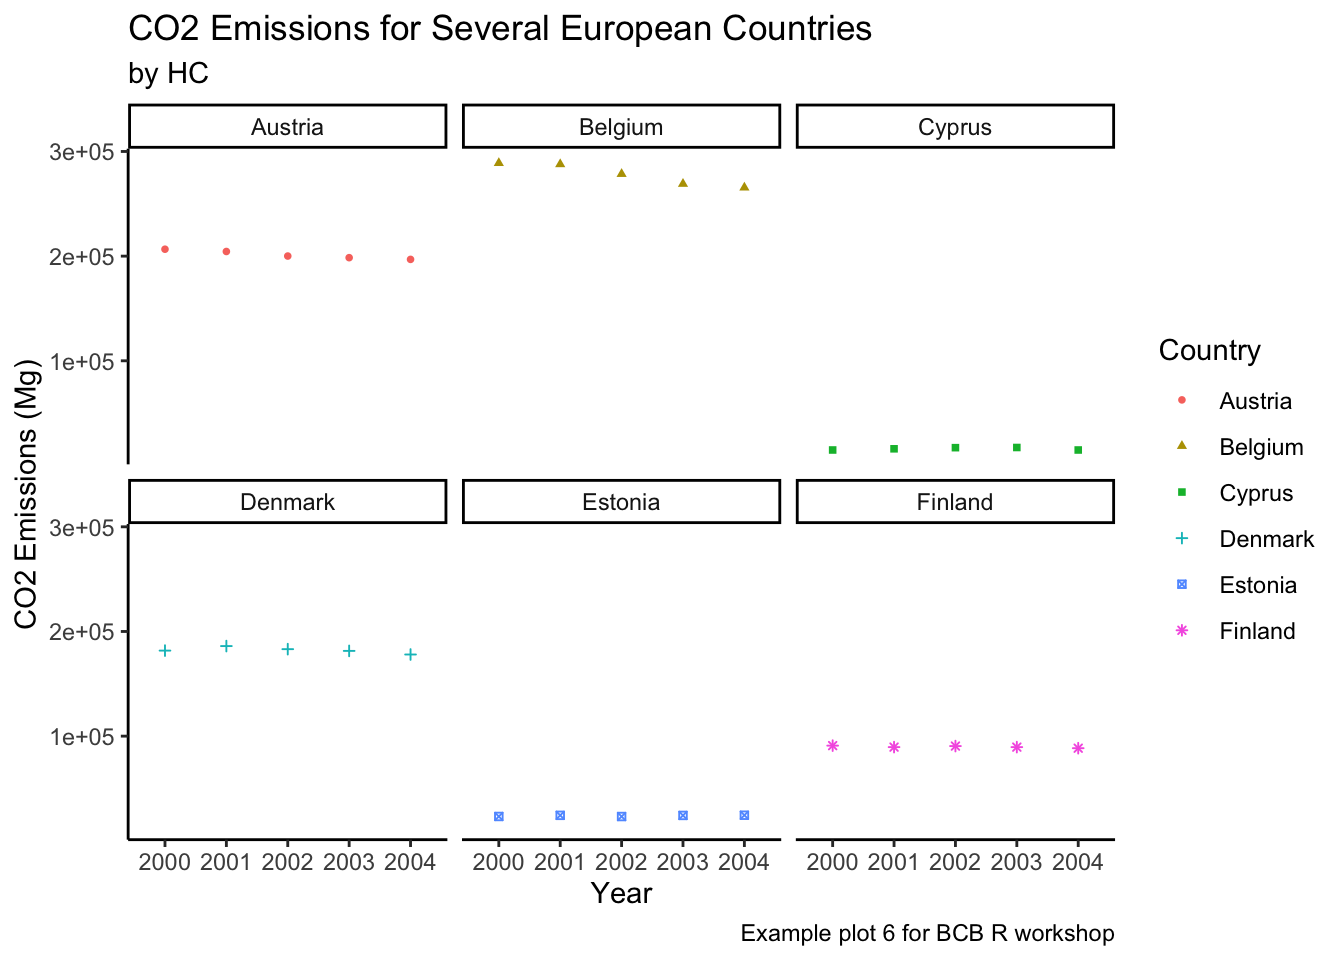 CO2 Emissions for Several European Countries
by HC
Austria
Belgium
Cyprus
3e+05
2e+05
1e+05
Denmark
Estonia
Finland
3e+05
2e+05
1e+05
CO2 Emissions (Mg)
2000 2001 2002 2003 2004
2000 2001 2002 2003 2004
2000 2001 2002 2003 2004
Year
Country
Austria
Belgium
Cyprus
Denmark
Estonia
Finland
Example plot 6 for BCB R workshop